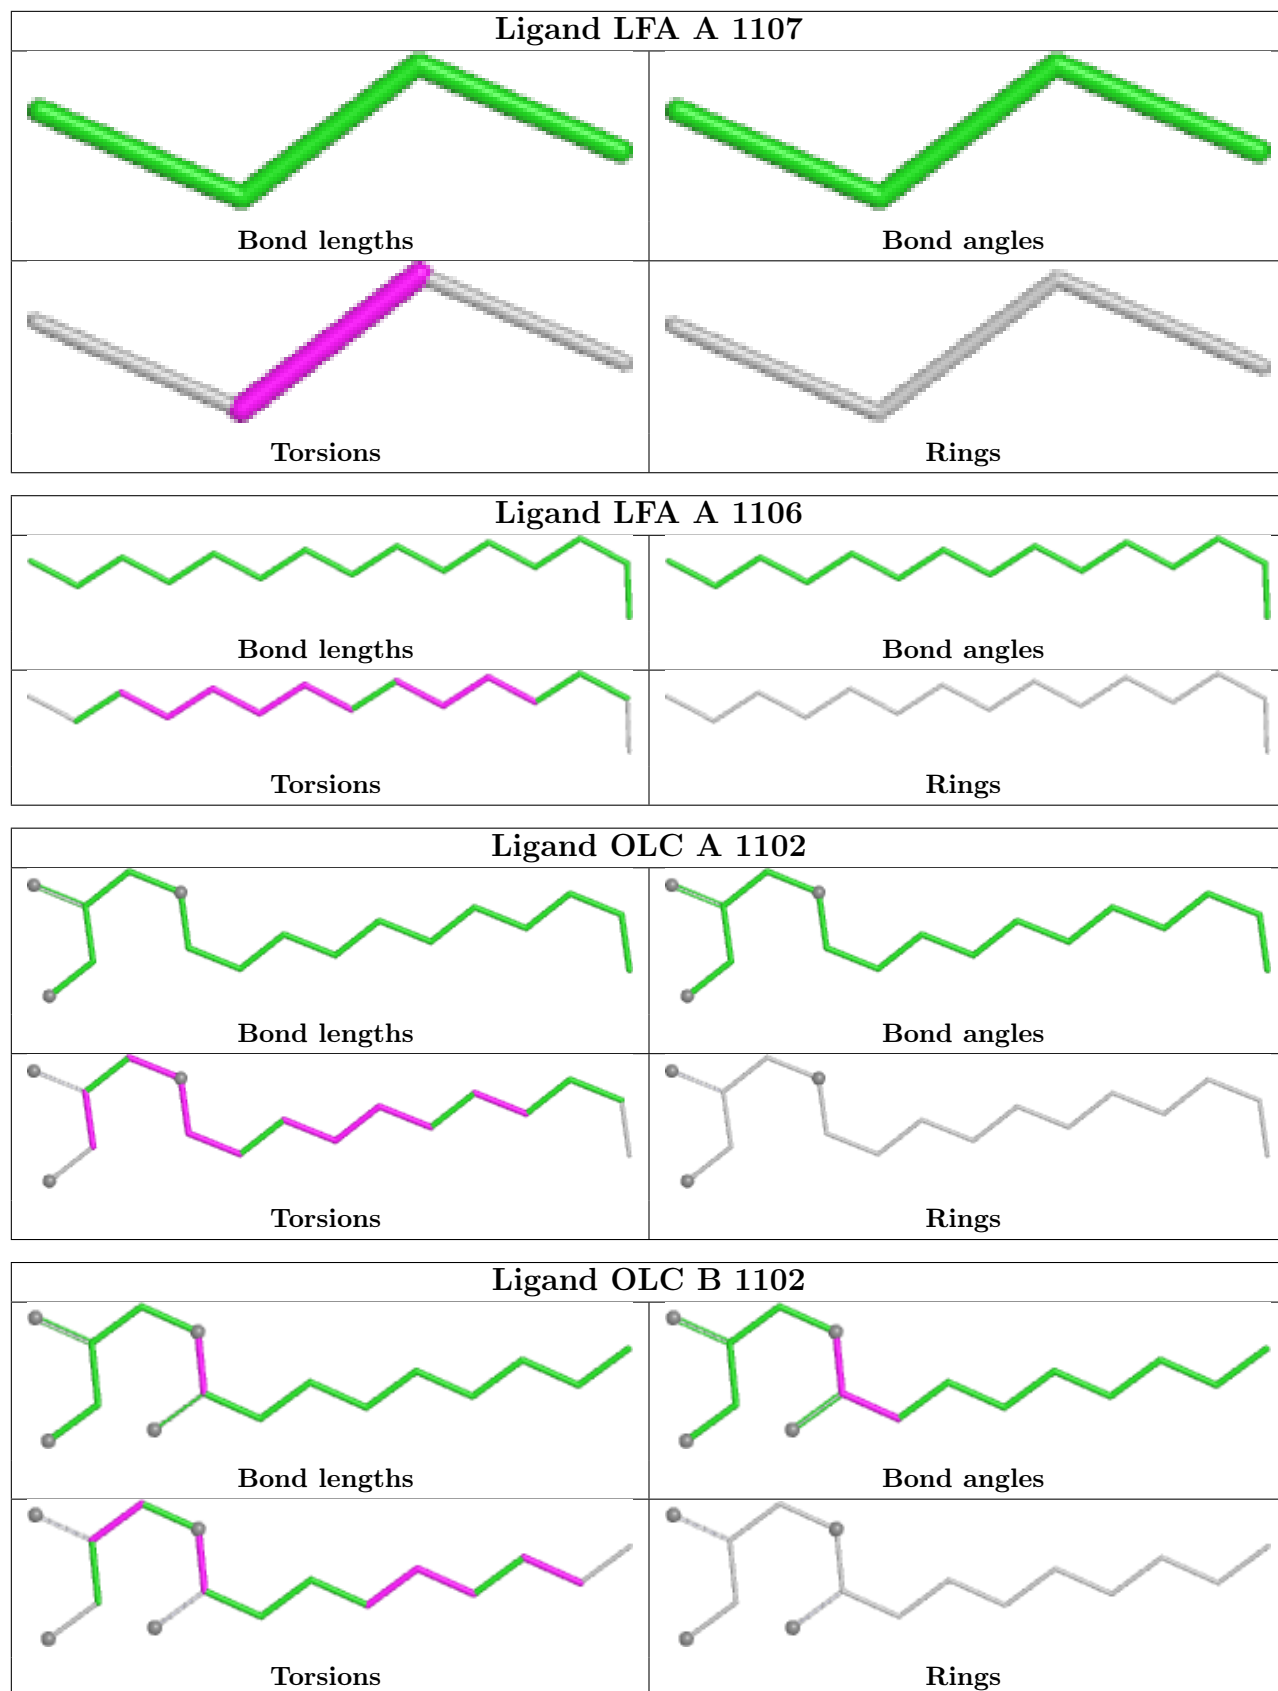 Ligand LFA A 1107
Bond lengths
Bond angles
Torsions
Rings
Ligand LFA A 1106
Bond lengths
Bond angles
Torsions
Rings
Ligand OLC A 1102
Bond lengths
Bond angles
Torsions
Rings
Ligand OLC B 1102
Bond lengths
Bond angles
Torsions
Rings